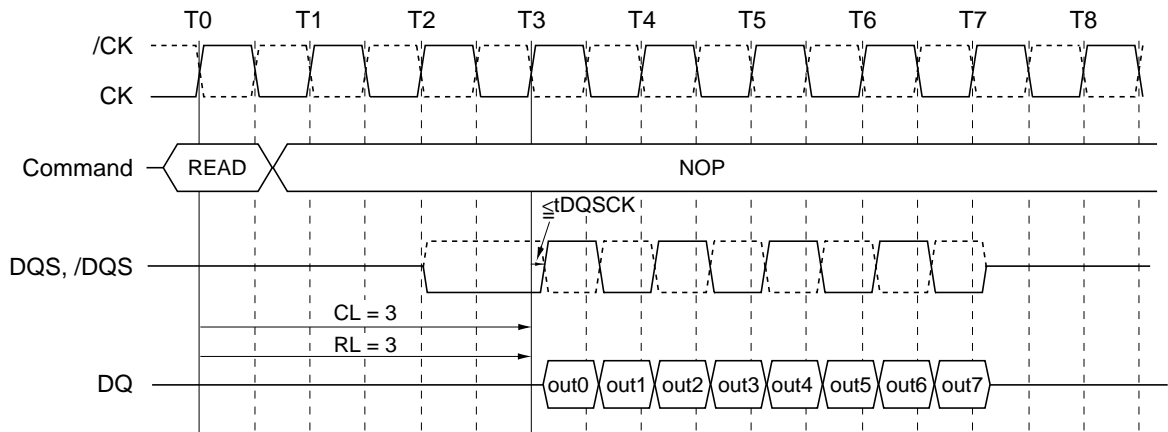 T0 T1 T2 T3 T4 T5 T6 T7 T8
/CK
CK
Command READ NOP
≦tDQSCK
DQS, /DQS
CL = 3
RL = 3
DQ out0 out1 out2 out3 out4 out5 out6 out7